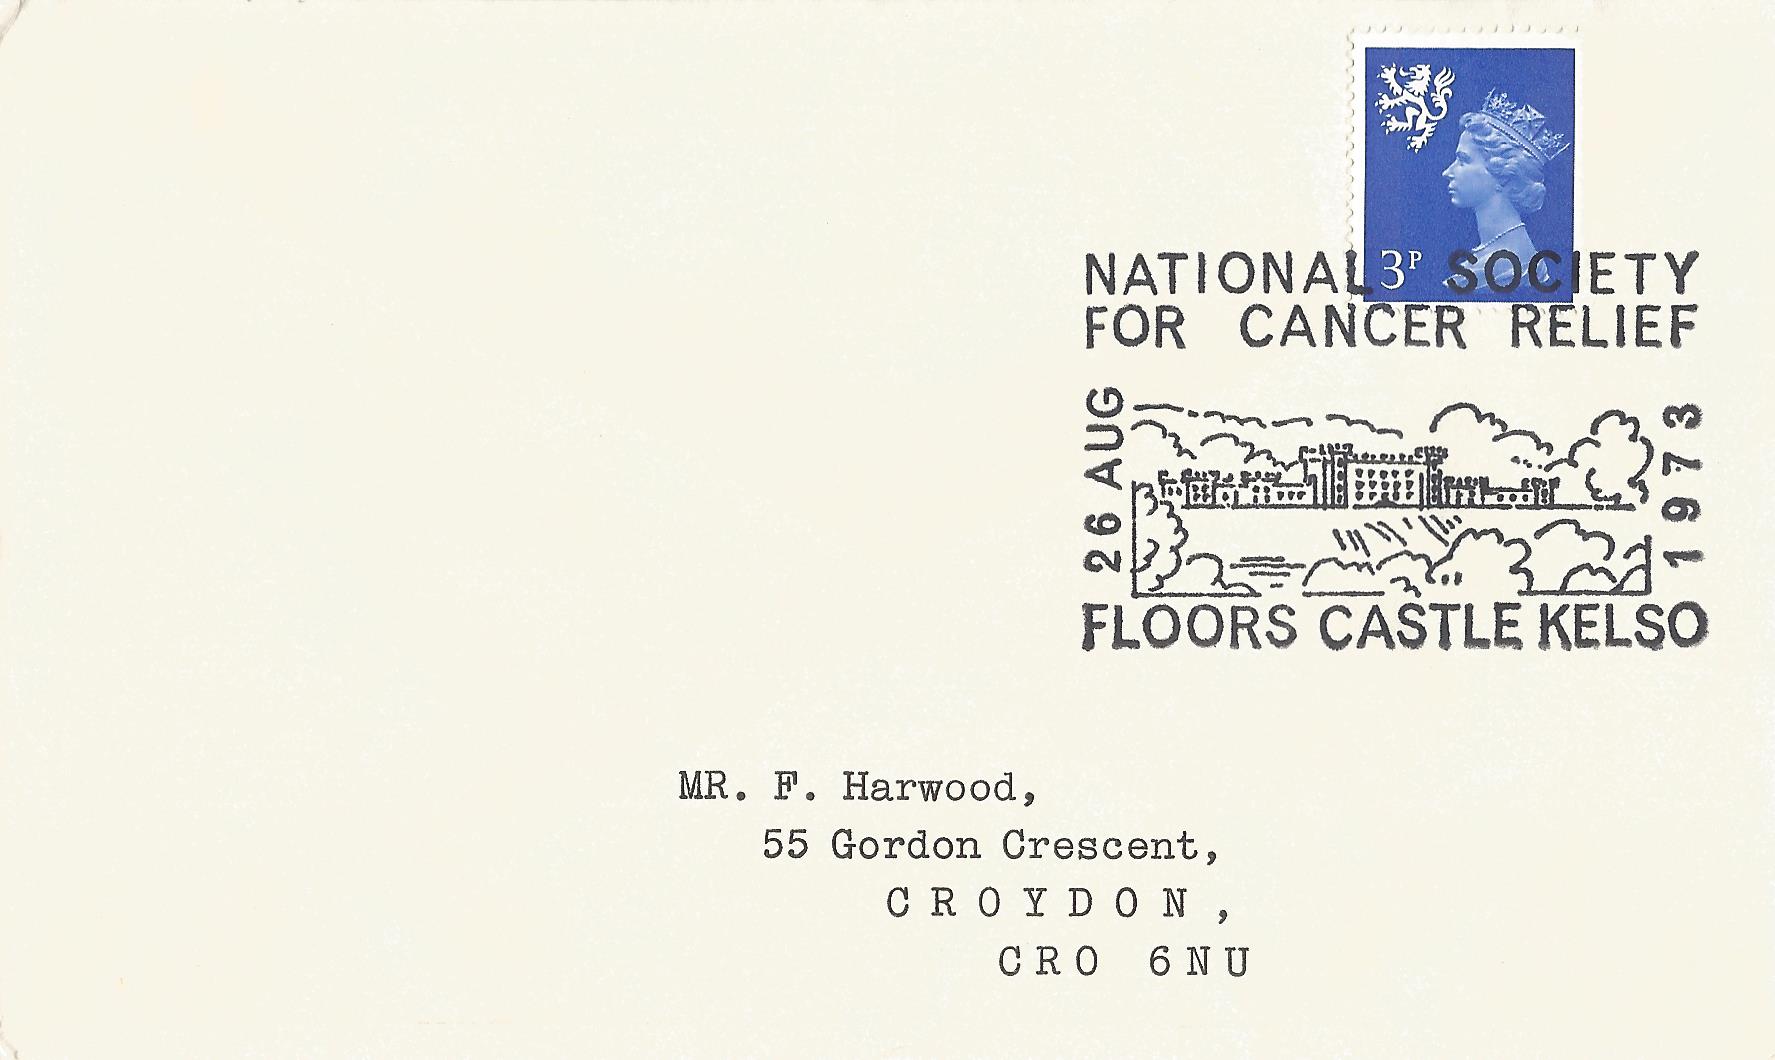 3P
NATIONAL SOCIETY
FOR CANCER RELIEF
26 AUG
1973
FLOORS CASTLE KELSO
MR. F. Harwood,
55 Gordon Crescent,
CROYDON,
CRO 6NU